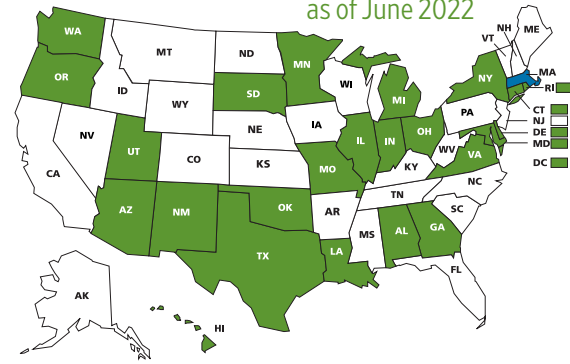 as of June 2022
WA
MT
ND
MN
VT
NH
ME
OR
ID
SD
WI
MI
NY
MA
RI
WY
IA
PA
CT
NJ
NV
NE
IL
IN
OH
DE
MD
UT
CO
KS
MO
WV
VA
DC
CA
KY
AZ
NM
OK
AR
TN
NC
SC
TX
LA
MS
AL
GA
FL
AK
HI